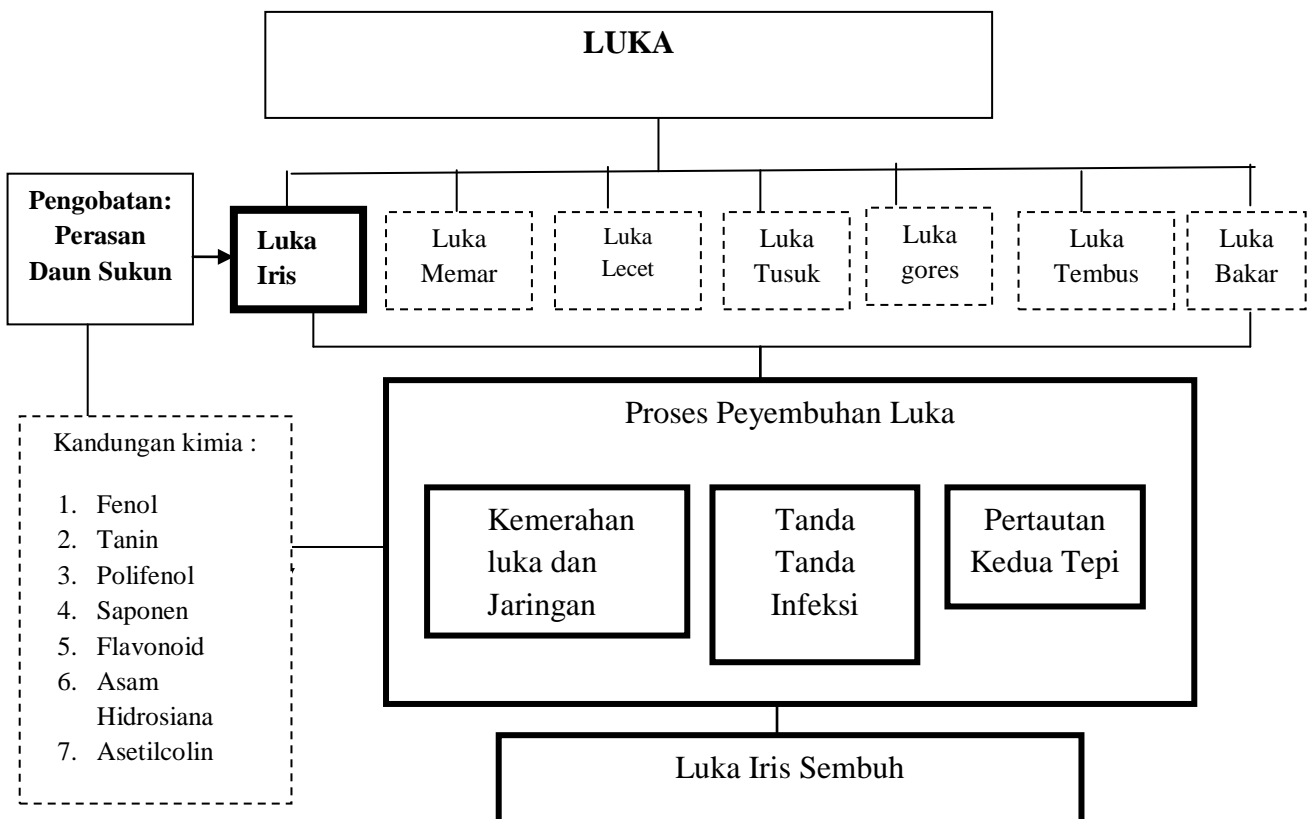 LUKA
Pengobatan:
Perasan
Daun Sukun
Luka
Iris
Luka
Memar
Luka
Lecet
Luka
Tusuk
Luka
gores
Luka
Tembus
Luka
Bakar
Proses Peyembuhan Luka
Kandungan kimia :
1. Fenol
2. Tanin
3. Polifenol
4. Saponen
5. Flavonoid
6. Asam
Hidrosiana
7. Asetilcolin
Kemerahan
luka dan
Jaringan
Tanda
Tanda
Infeksi
Pertautan
Kedua Tepi
Luka Iris Sembuh